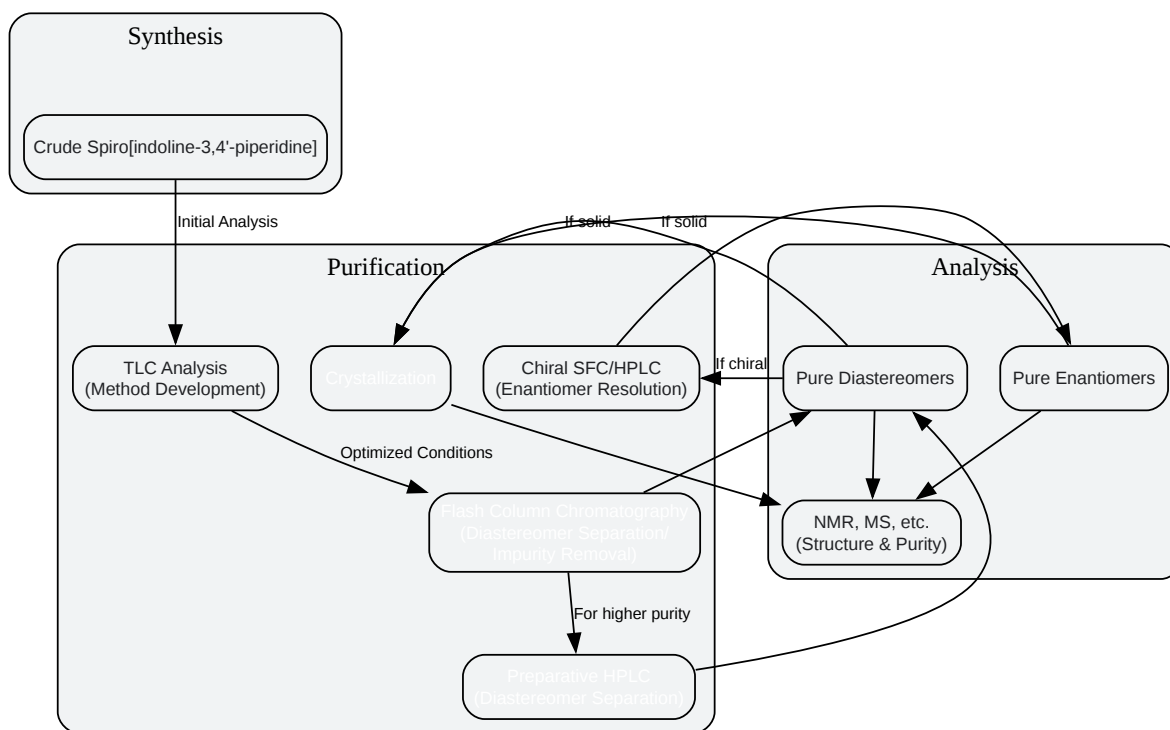 Synthesis
Crude Spiro[indoline-3,4'-piperidine]
Initial Analysis
If solid
If solid
Purification
Analysis
TLC Analysis
(Method Development)
Crystallization
Chiral SFC/HPLC
(Enantiomer Resolution)
If chiral
Pure Diastereomers
Pure Enantiomers
Optimized Conditions
Flash Column Chromatography
(Diastereomer Separation/
Impurity Removal)
NMR, MS, etc.
(Structure & Purity)
For higher purity
Preparative HPLC
(Diastereomer Separation)